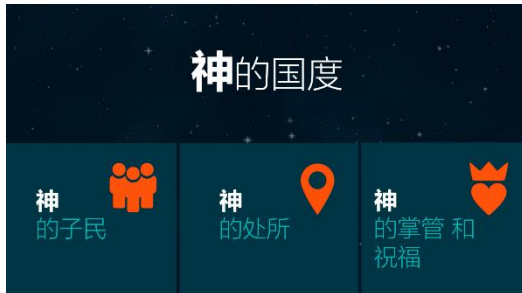 神的国度
神
的子民
神
的处所
神
的掌管 和
祝福